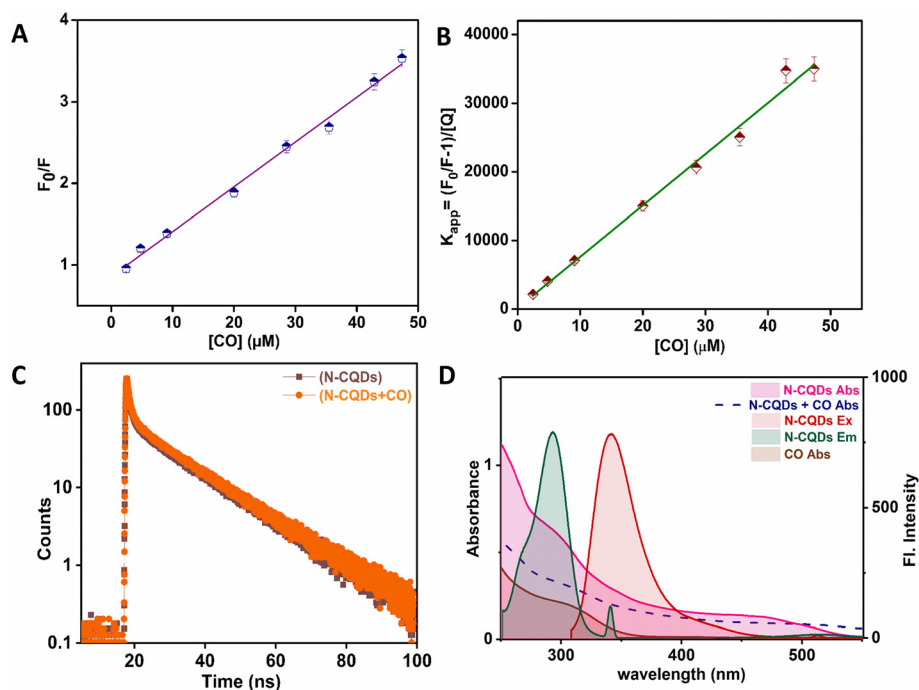 A
4
3
2
1
F₀/F
0
10
20
30
40
50
[CO] (µM)
B
40000
30000
20000
10000
0
K_app = (F₀/F-1)/[Q]
0
10
20
30
40
50
[CO] (µM)
C
(N-CQDs)
(N-CQDs+CO)
100
10
1
0.1
Counts
20
40
60
80
100
Time (ns)
D
N-CQDs Abs
N-CQDs + CO Abs
N-CQDs Ex
N-CQDs Em
CO Abs
1
0
Absorbance
1000
500
0
Fl. Intensity
300
400
500
wavelength (nm)